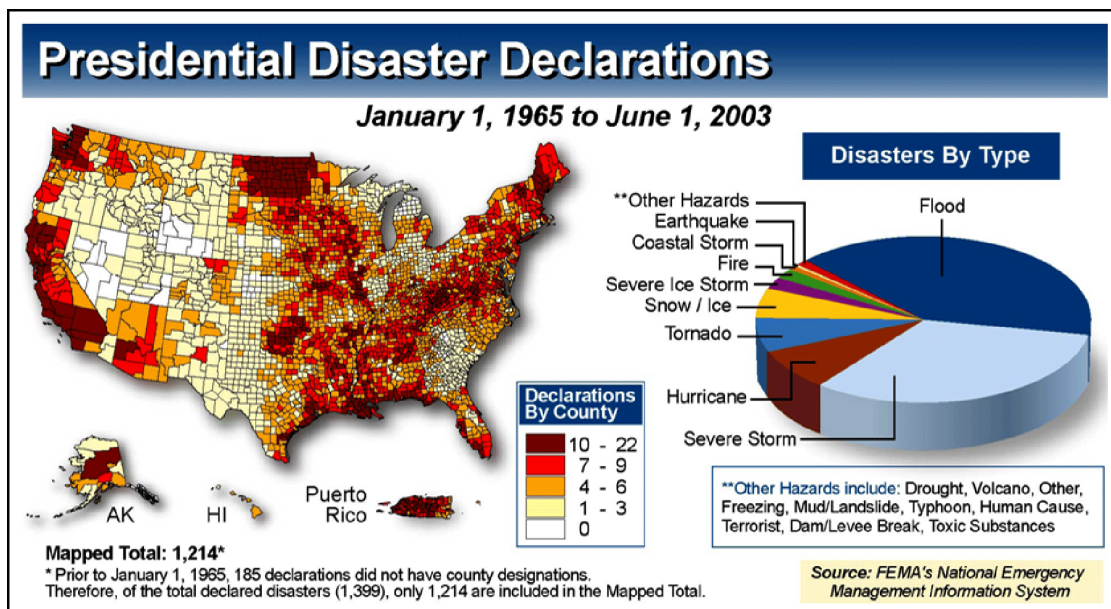 Presidential Disaster Declarations
January 1, 1965 to June 1, 2003
Disasters By Type
**Other Hazards
Earthquake
Coastal Storm
Fire
Severe Ice Storm
Snow / Ice
Tornado
Hurricane
Severe Storm
Flood
Declarations
By County
10 - 22
7 - 9
4 - 6
1 - 3
0
AK
HI
Puerto
Rico
**Other Hazards include: Drought, Volcano, Other,
Freezing, Mud/Landslide, Typhoon, Human Cause,
Terrorist, Dam/Levee Break, Toxic Substances
Mapped Total: 1,214*
* Prior to January 1, 1965, 185 declarations did not have county designations.
Therefore, of the total declared disasters (1,399), only 1,214 are included in the Mapped Total.
Source: FEMA's National Emergency
Management Information System